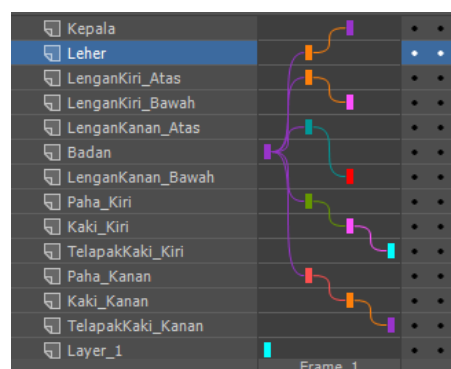 Kepala
Leher
LenganKiri_Atas
LenganKiri_Bawah
LenganKanan_Atas
Badan
LenganKanan_Bawah
Paha_Kiri
Kaki_Kiri
TelapakKaki_Kiri
Paha_Kanan
Kaki_Kanan
TelapakKaki_Kanan
Layer_1
Frame 1